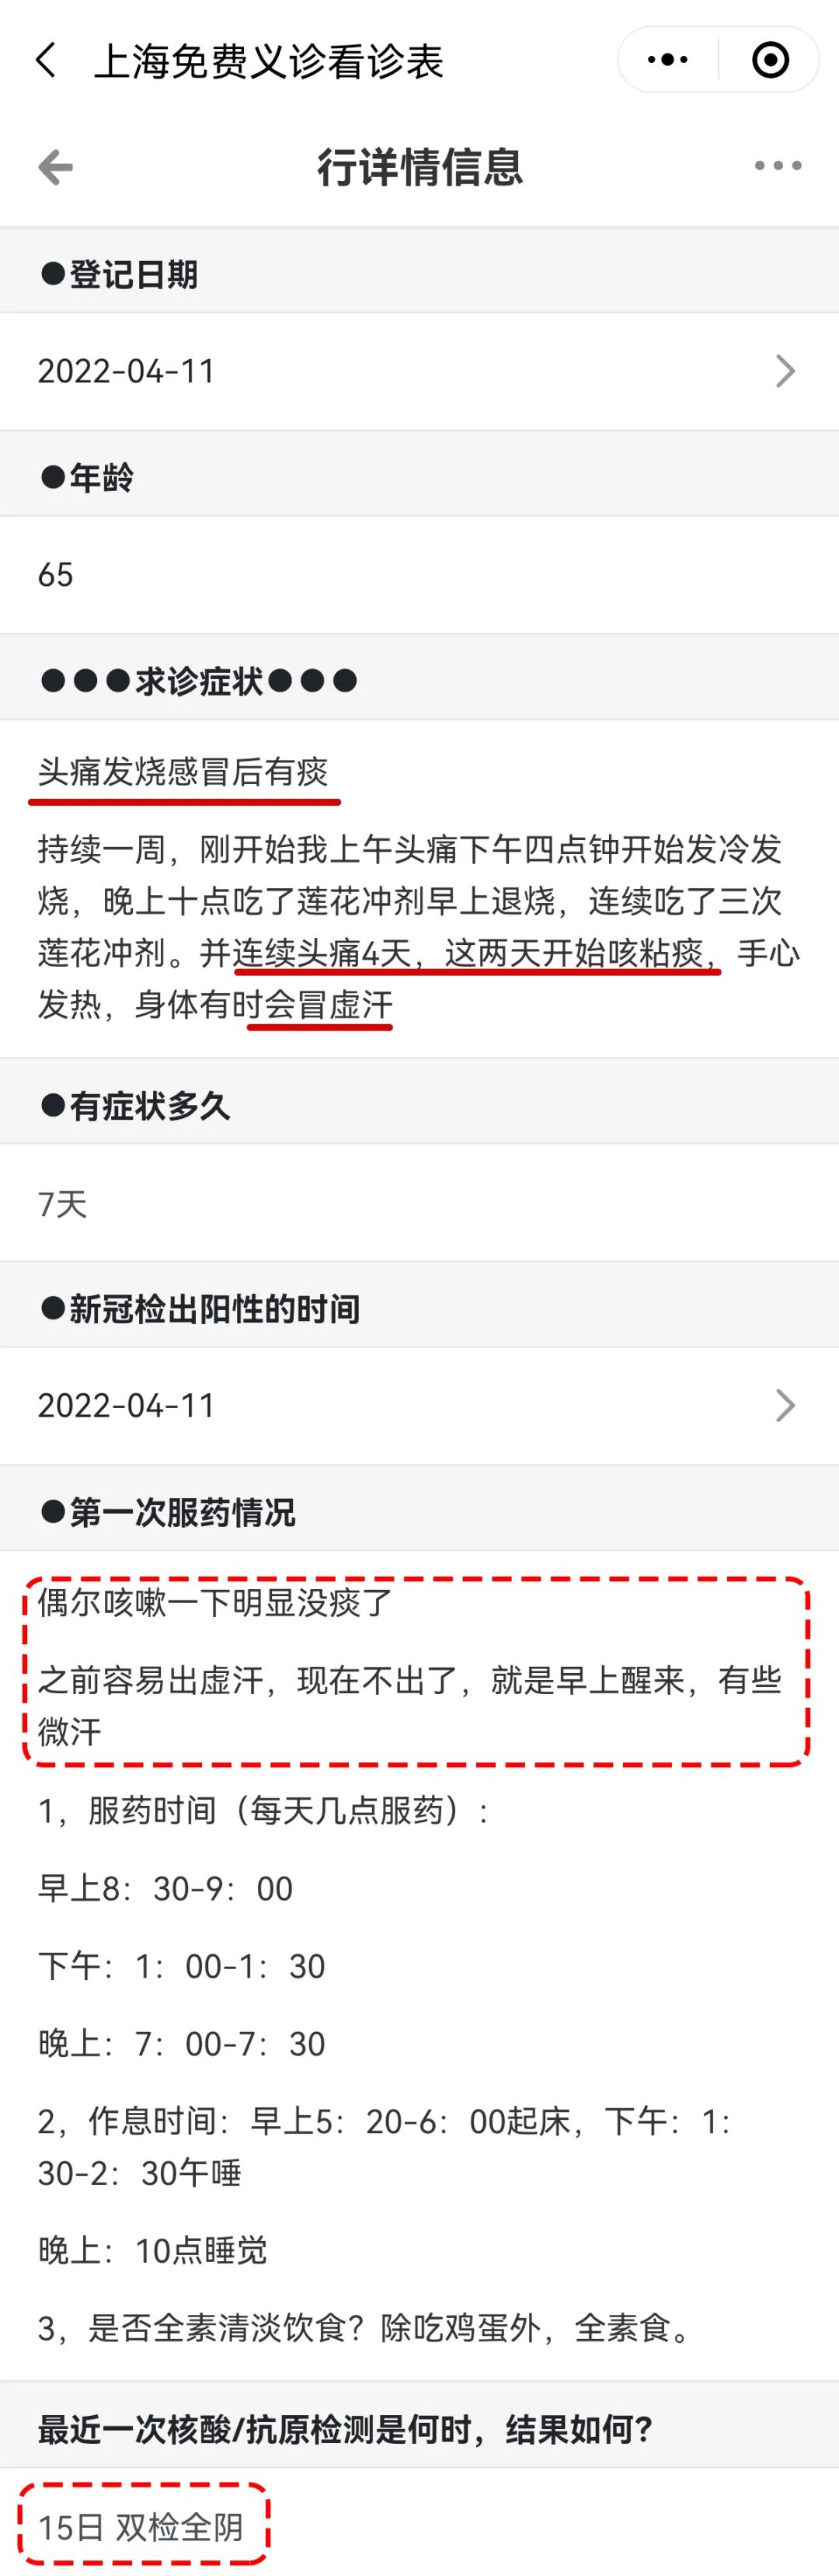 上海免费义诊看诊表
行详情信息
●登记日期
2022-04-11
●年龄
65
●●●求诊症状●●●
头痛发烧感冒后有痰
持续一周，刚开始我上午头痛下午四点钟开始发冷发
烧，晚上十点吃了莲花冲剂早上退烧，连续吃了三次
莲花冲剂。并连续头痛4天，这两天开始咳粘痰，手心
发热，身体有时会冒虚汗
●有症状多久
7天
●新冠检出阳性的时间
2022-04-11
●第一次服药情况
偶尔咳嗽一下明显没痰了
之前容易出虚汗，现在不出了，就是早上醒来，有些
微汗
1，服药时间（每天几点服药）：
早上8：30-9：00
下午：1：00-1：30
晚上：7：00-7：30
2，作息时间：早上5：20-6：00起床，下午：1：
30-2：30午睡
晚上：10点睡觉
3，是否全素清淡饮食？除吃鸡蛋外，全素食。
最近一次核酸/抗原检测是何时，结果如何？
15日 双检全阴